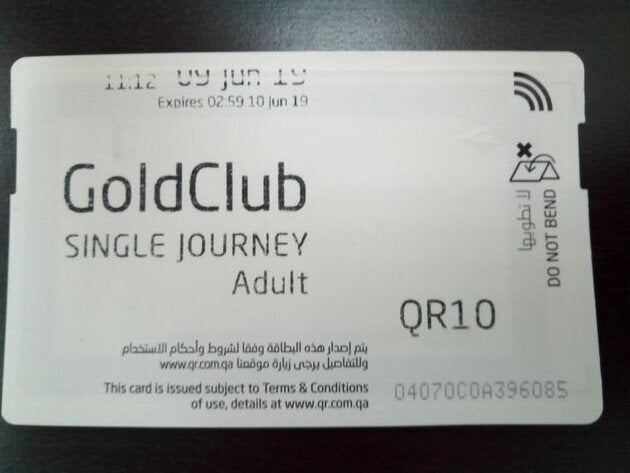 11:12 09 Jun 19
Expires 02:59 10 Jun 19
GoldClub
SINGLE JOURNEY
Adult
QR10
لا تطويها
DO NOT BEND
يتم إصدار هذه البطاقة وفقا لشروط وأحكام الاستخدام
وللتفاصيل يرجى زيارة موقعنا www.qr.com.qa
This card is issued subject to Terms & Conditions
of use, details at www.qr.com.qa
04070C0A396085